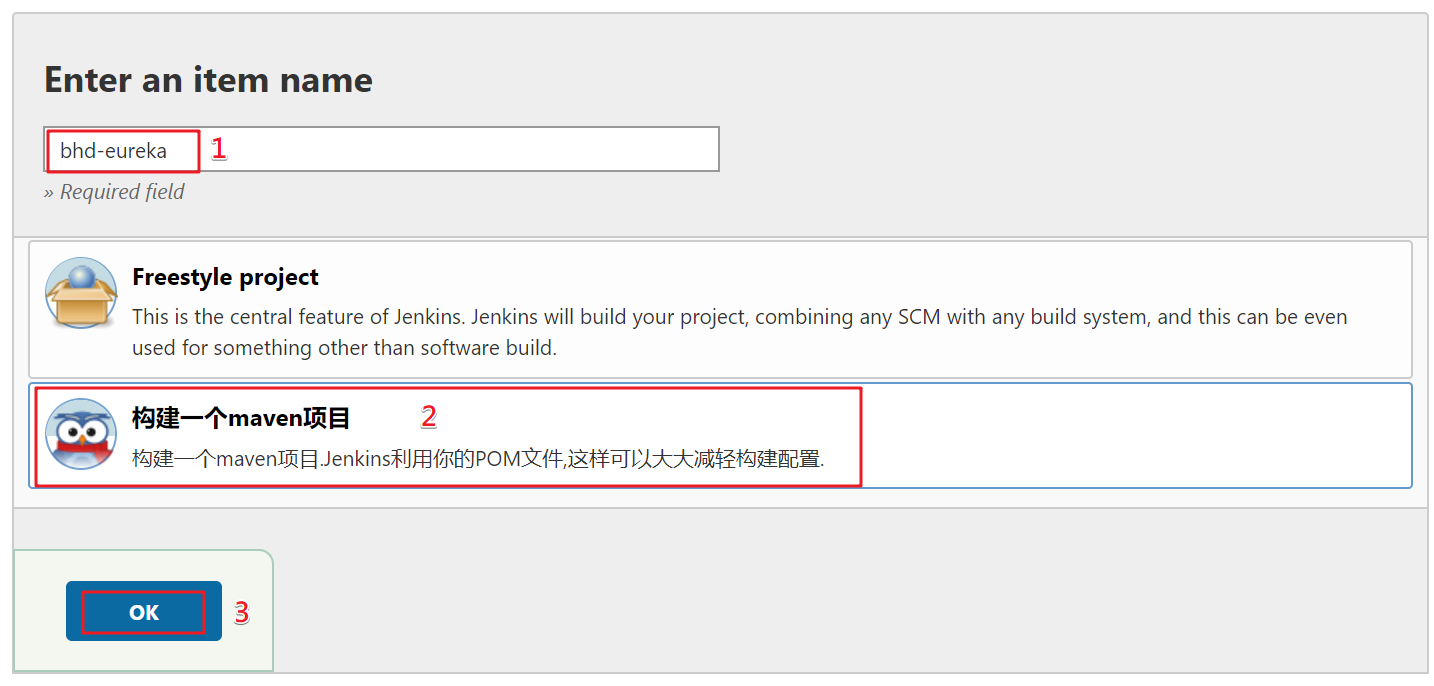 Enter an item name
bhd-eureka 1
» Required field
Freestyle project
This is the central feature of Jenkins. Jenkins will build your project, combining any SCM with any build system, and this can be even
used for something other than software build.
构建一个maven项目 2
构建一个maven项目.Jenkins利用你的POM文件,这样可以大大减轻构建配置.
OK 3